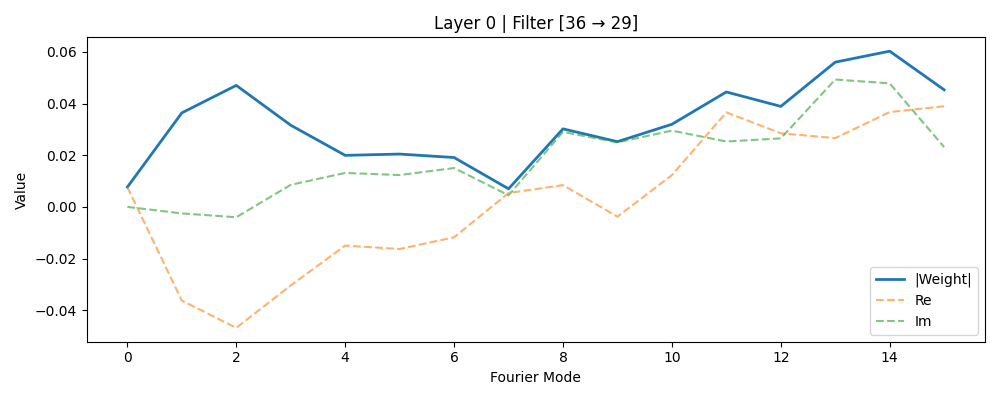 Layer 0 | Filter [36 → 29]
0.06
0.04
0.02
0.00
−0.02
−0.04
Value
0 2 4 6 8 10 12 14
Fourier Mode
|Weight|
Re
Im